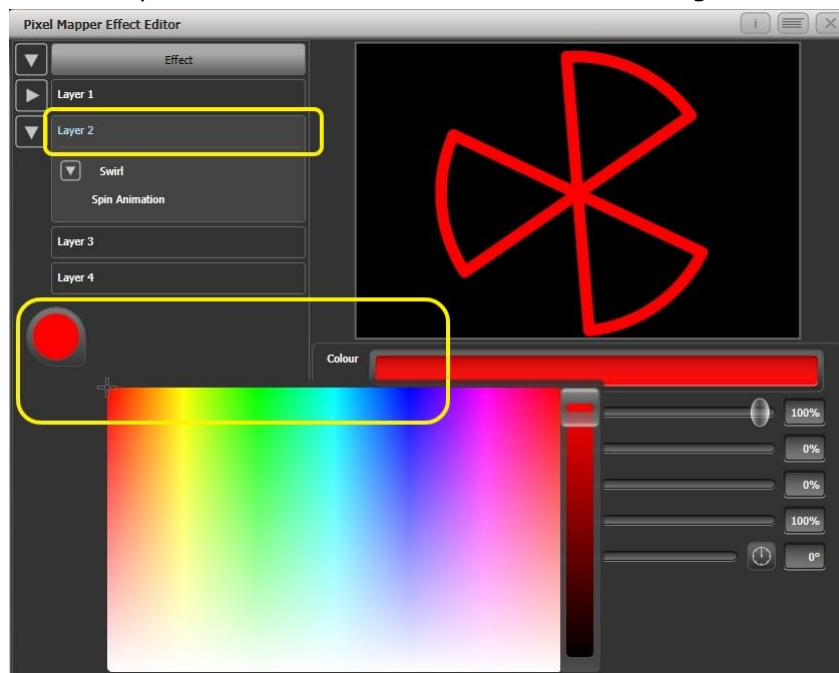 Pixel Mapper Effect Editor
i
Effect
Layer 1
Layer 2
Swirl
Spin Animation
Layer 3
Layer 4
Colour
100%
0%
0%
100%
0°